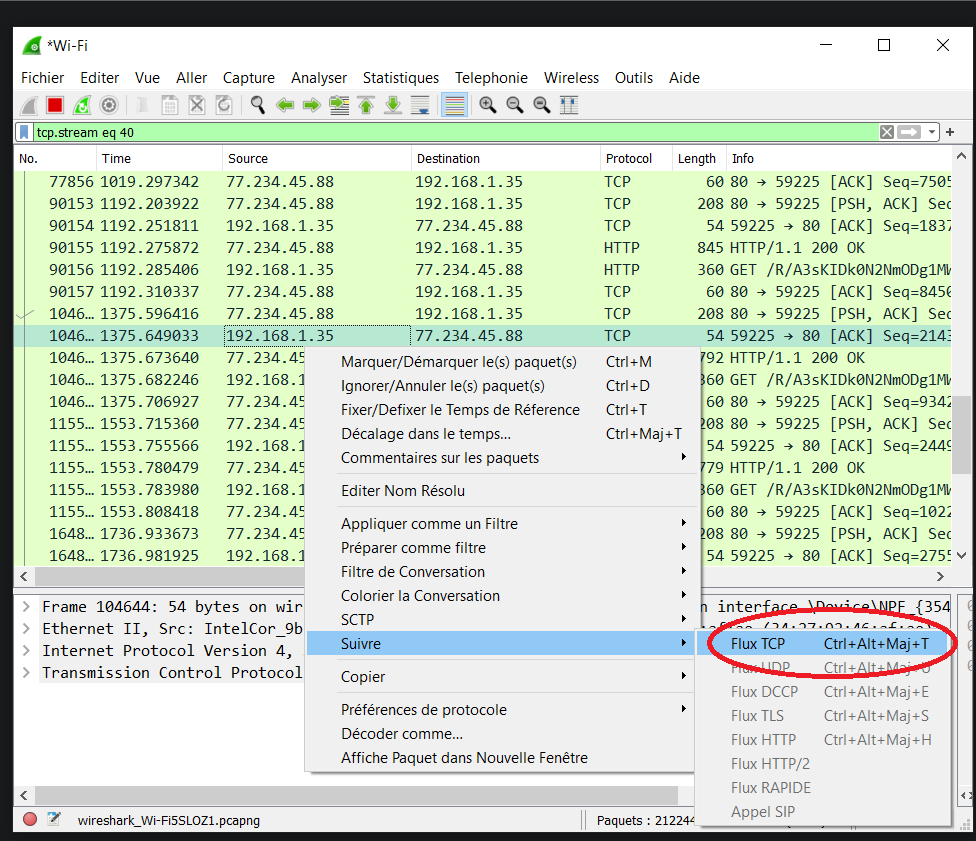 *Wi-Fi
Fichier Editer Vue Aller Capture Analyser Statistiques Telephonie Wireless Outils Aide
tcp.stream eq 40
No. Time Source Destination Protocol Length Info
77856 1019.297342 77.234.45.88 192.168.1.35 TCP 60 80 → 59225 [ACK] Seq=7505
90153 1192.203922 77.234.45.88 192.168.1.35 TCP 208 80 → 59225 [PSH, ACK] Sec
90154 1192.251811 192.168.1.35 77.234.45.88 TCP 54 59225 → 80 [ACK] Seq=1837
90155 1192.275872 77.234.45.88 192.168.1.35 HTTP 845 HTTP/1.1 200 OK
90156 1192.285406 192.168.1.35 77.234.45.88 HTTP 360 GET /R/A3sKIDk0N2NmODg1MW
90157 1192.310337 77.234.45.88 192.168.1.35 TCP 60 80 → 59225 [ACK] Seq=8450
1046… 1375.596416 77.234.45.88 192.168.1.35 TCP 208 80 → 59225 [PSH, ACK] Sec
1046… 1375.649033 192.168.1.35 77.234.45.88 TCP 54 59225 → 80 [ACK] Seq=2143
1046… 1375.673640 77.234.45 792 HTTP/1.1 200 OK
1046… 1375.682246 192.168.1 360 GET /R/A3sKIDk0N2NmODg1MW
1046… 1375.706927 77.234.45 60 80 → 59225 [ACK] Seq=9342
1155… 1553.715360 77.234.45 208 80 → 59225 [PSH, ACK] Sec
1155… 1553.755566 192.168.1 54 59225 → 80 [ACK] Seq=2449
1155… 1553.780479 77.234.45 779 HTTP/1.1 200 OK
1155… 1553.783980 192.168.1 360 GET /R/A3sKIDk0N2NmODg1MW
1155… 1553.808418 77.234.45 60 80 → 59225 [ACK] Seq=1022
1648… 1736.933673 77.234.45 208 80 → 59225 [PSH, ACK] Sec
1648… 1736.981925 192.168.1 54 59225 → 80 [ACK] Seq=2755
Marquer/Démarquer le(s) paquet(s) Ctrl+M
Ignorer/Annuler le(s) paquet(s) Ctrl+D
Fixer/Defixer le Temps de Réference Ctrl+T
Décalage dans le temps... Ctrl+Maj+T
Commentaires sur les paquets
Editer Nom Résolu
Appliquer comme un Filtre
Préparer comme filtre
Filtre de Conversation
Colorier la Conversation
SCTP
Suivre
Copier
Préférences de protocole
Décoder comme...
Affiche Paquet dans Nouvelle Fenêtre
Flux TCP Ctrl+Alt+Maj+T
Flux UDP Ctrl+Alt+Maj+U
Flux DCCP Ctrl+Alt+Maj+E
Flux TLS Ctrl+Alt+Maj+S
Flux HTTP Ctrl+Alt+Maj+H
Flux HTTP/2
Flux RAPIDE
Appel SIP
Frame 104644: 54 bytes on wir n interface \Device\NPF_{354
Ethernet II, Src: IntelCor_9b
Internet Protocol Version 4,
Transmission Control Protocol
wireshark_Wi-Fi5SLOZ1.pcapng Paquets : 212244